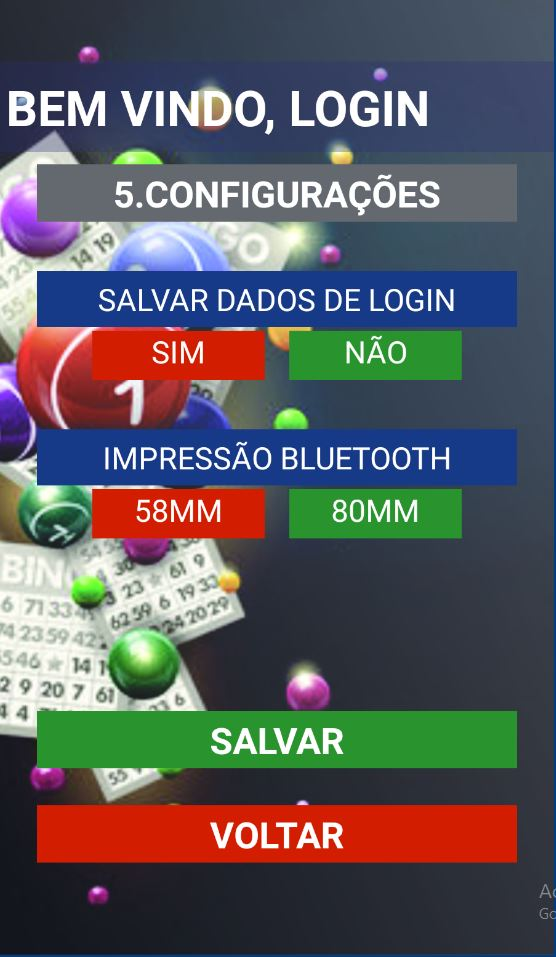 BEM VINDO, LOGIN
5.CONFIGURAÇÕES
SALVAR DADOS DE LOGIN
SIM
NÃO
IMPRESSÃO BLUETOOTH
58MM
80MM
SALVAR
VOLTAR